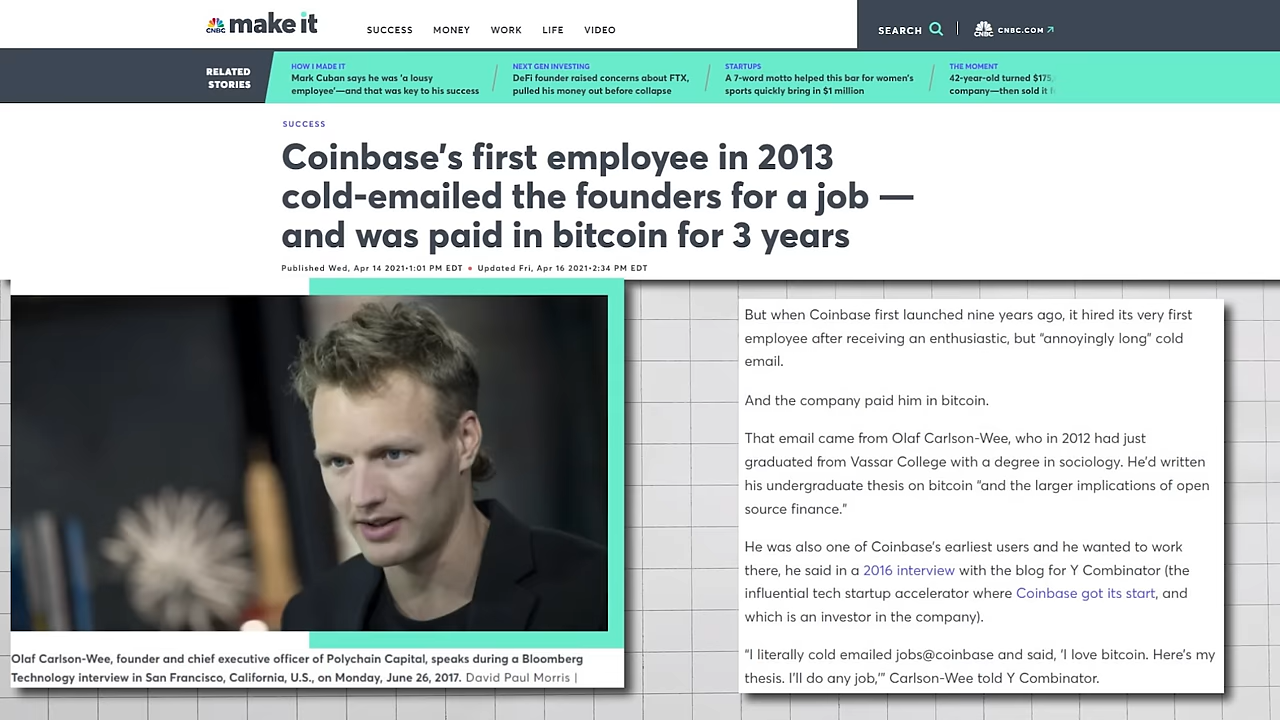 CNBC make it
SUCCESS MONEY WORK LIFE VIDEO
SEARCH
CNBC CNBC.COM
RELATED
STORIES
HOW I MADE IT
Mark Cuban says he was 'a lousy
employee'—and that was key to his success
NEXT GEN INVESTING
DeFi founder raised concerns about FTX,
pulled his money out before collapse
STARTUPS
A 7-word motto helped this bar for women's
sports quickly bring in $1 million
THE MOMENT
42-year-old turned $175,
company—then sold it
SUCCESS
Coinbase's first employee in 2013
cold-emailed the founders for a job —
and was paid in bitcoin for 3 years
Published Wed, Apr 14 2021•1:01 PM EDT • Updated Fri, Apr 16 2021•2:34 PM EDT
Olaf Carlson-Wee, founder and chief executive officer of Polychain Capital, speaks during a Bloomberg
Technology interview in San Francisco, California, U.S., on Monday, June 26, 2017. David Paul Morris |
But when Coinbase first launched nine years ago, it hired its very first
employee after receiving an enthusiastic, but "annoyingly long" cold
email.
And the company paid him in bitcoin.
That email came from Olaf Carlson-Wee, who in 2012 had just
graduated from Vassar College with a degree in sociology. He'd written
his undergraduate thesis on bitcoin "and the larger implications of open
source finance."
He was also one of Coinbase's earliest users and he wanted to work
there, he said in a 2016 interview with the blog for Y Combinator (the
influential tech startup accelerator where Coinbase got its start, and
which is an investor in the company).
"I literally cold emailed jobs@coinbase and said, 'I love bitcoin. Here's my
thesis. I'll do any job,'" Carlson-Wee told Y Combinator.